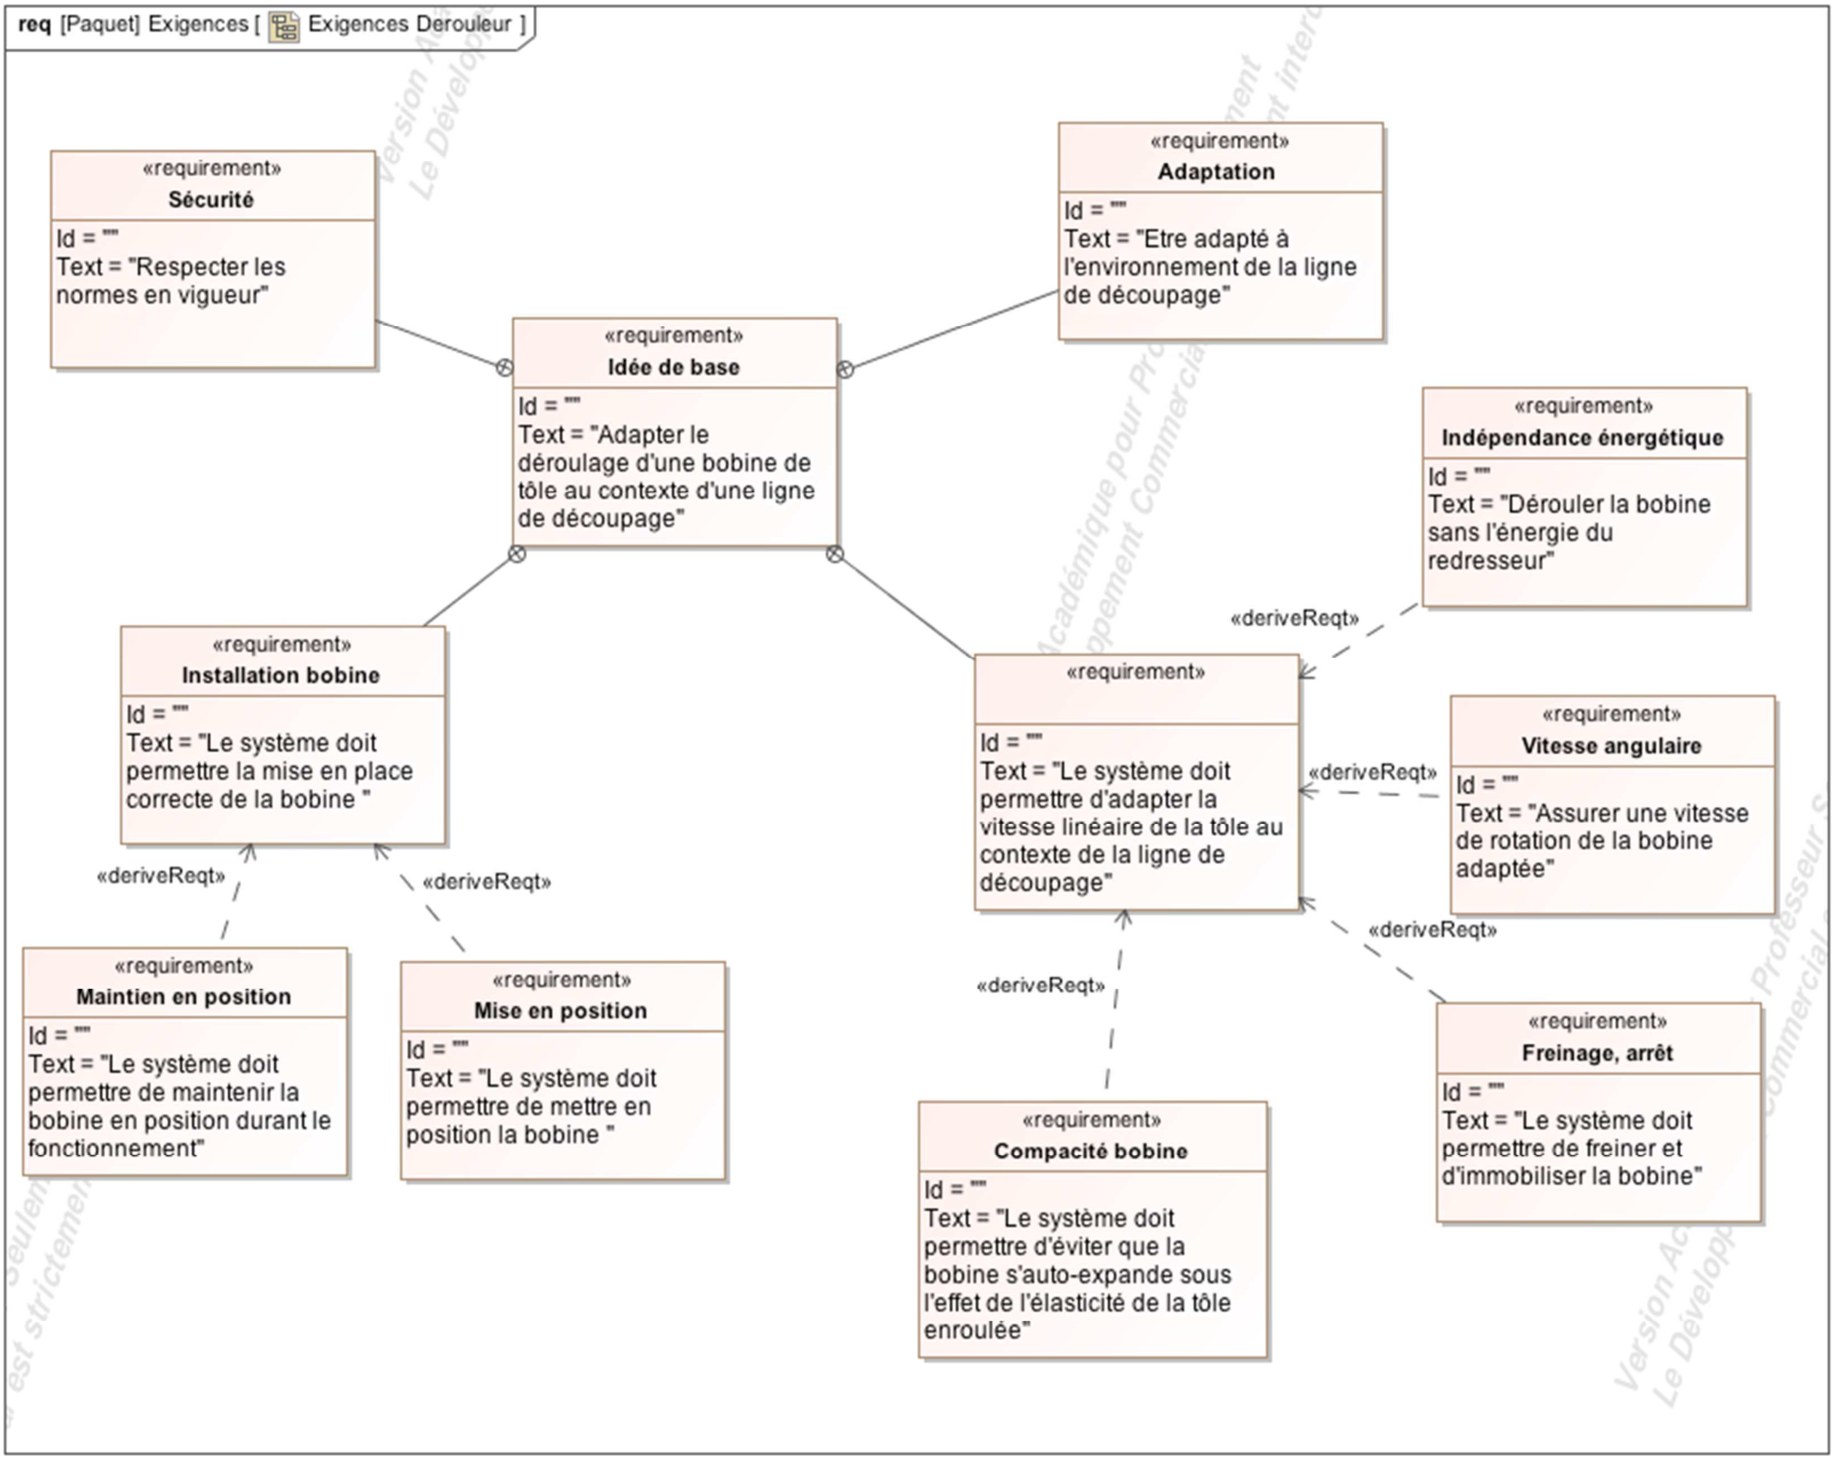 req [Paquet] Exigences [ Exigences Derouleur ]
«requirement»
Sécurité
Id = ""
Text = "Respecter les
normes en vigueur"
«requirement»
Adaptation
Id = ""
Text = "Etre adapté à
l'environnement de la ligne
de découpage"
«requirement»
Idée de base
Id = ""
Text = "Adapter le
déroulage d'une bobine de
tôle au contexte d'une ligne
de découpage"
«requirement»
Indépendance énergétique
Id = ""
Text = "Dérouler la bobine
sans l'énergie du
redresseur"
«deriveReqt»
«requirement»
Installation bobine
Id = ""
Text = "Le système doit
permettre la mise en place
correcte de la bobine "
«requirement»
Id = ""
Text = "Le système doit
permettre d'adapter la
vitesse linéaire de la tôle au
contexte de la ligne de
découpage"
«deriveReqt»
«requirement»
Vitesse angulaire
Id = ""
Text = "Assurer une vitesse
de rotation de la bobine
adaptée"
«deriveReqt»
«deriveReqt»
«deriveReqt»
«deriveReqt»
«requirement»
Maintien en position
Id = ""
Text = "Le système doit
permettre de maintenir la
bobine en position durant le
fonctionnement"
«requirement»
Mise en position
Id = ""
Text = "Le système doit
permettre de mettre en
position la bobine "
«requirement»
Compacité bobine
Id = ""
Text = "Le système doit
permettre d'éviter que la
bobine s'auto-expande sous
l'effet de l'élasticité de la tôle
enroulée"
«requirement»
Freinage, arrêt
Id = ""
Text = "Le système doit
permettre de freiner et
d'immobiliser la bobine"